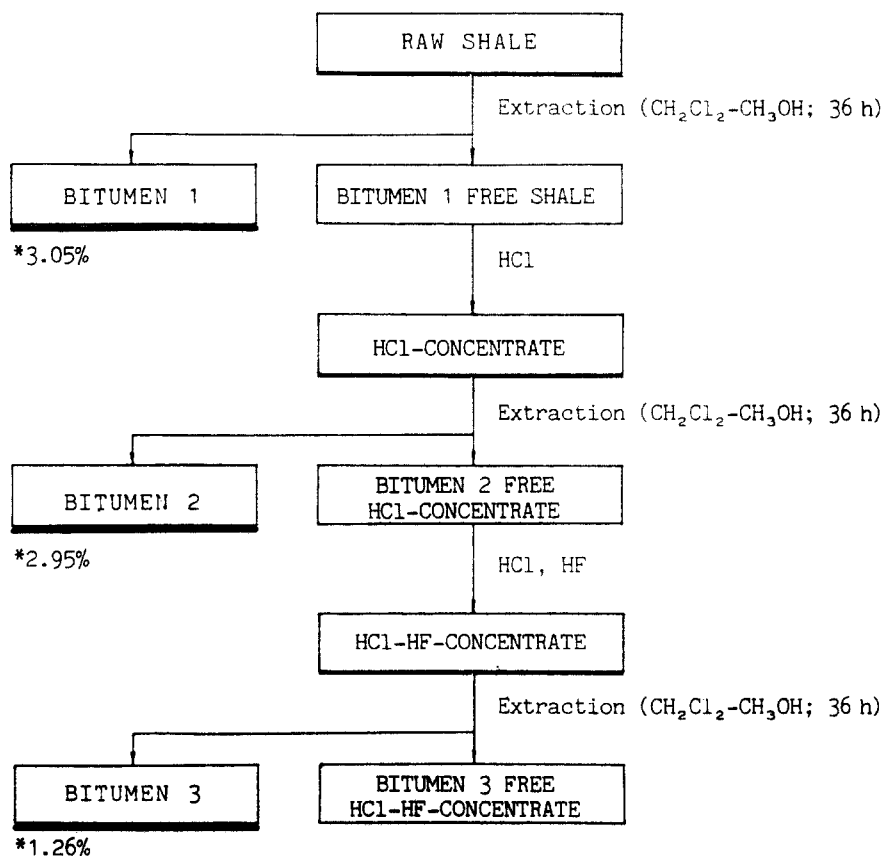 RAW SHALE
Extraction (CH₂Cl₂-CH₃OH; 36 h)
BITUMEN 1
BITUMEN 1 FREE SHALE
*3.05%
HCl
HCl-CONCENTRATE
Extraction (CH₂Cl₂-CH₃OH; 36 h)
BITUMEN 2
BITUMEN 2 FREE
HCl-CONCENTRATE
*2.95%
HCl, HF
HCl-HF-CONCENTRATE
Extraction (CH₂Cl₂-CH₃OH; 36 h)
BITUMEN 3
BITUMEN 3 FREE
HCl-HF-CONCENTRATE
*1.26%